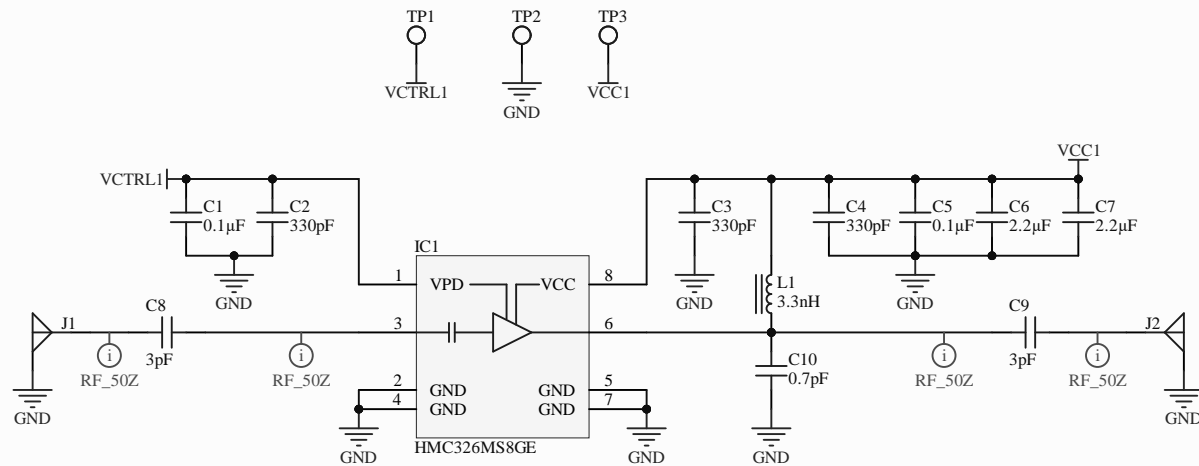 TP1
TP2
TP3
VCTRL1
GND
VCC1
VCTRL1
VCC1
C1
0.1µF
C2
330pF
C3
330pF
C4
330pF
C5
0.1µF
C6
2.2µF
C7
2.2µF
GND
IC1
GND
GND
1
VPD
VCC
8
L1
3.3nH
J1
C8
3pF
3
6
C9
3pF
J2
i
RF_50Z
i
RF_50Z
i
RF_50Z
i
RF_50Z
C10
0.7pF
2
GND
GND
5
4
GND
GND
7
GND
GND
HMC326MS8GE
GND
GND
GND